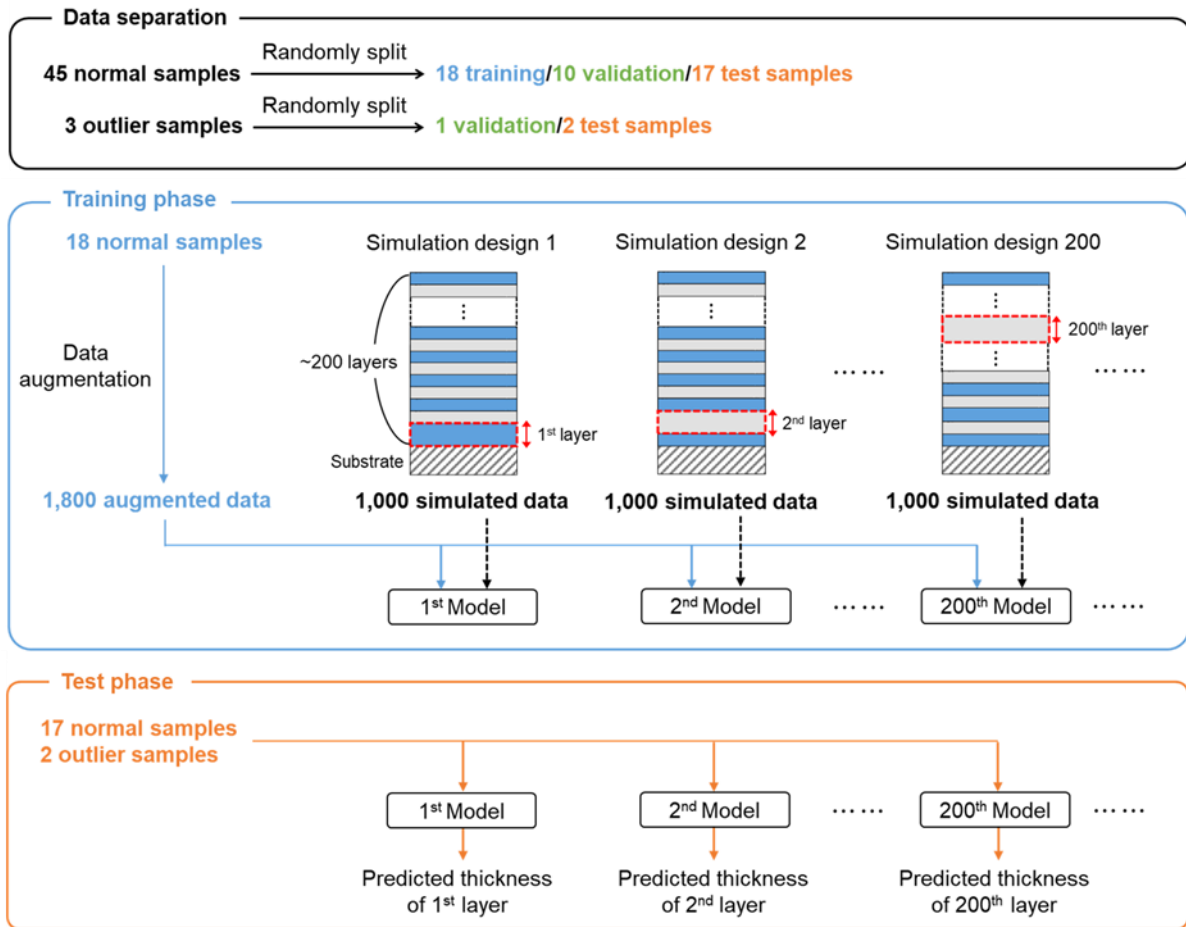 Data separation
45 normal samples
Randomly split
18 training/10 validation/17 test samples
3 outlier samples
Randomly split
1 validation/2 test samples
Training phase
18 normal samples
Data
augmentation
1,800 augmented data
Simulation design 1
Simulation design 2
Simulation design 200
⋮
~200 layers
1st layer
Substrate
2nd layer
⋮
200th layer
⋮
⋮
……
……
1,000 simulated data
1,000 simulated data
1,000 simulated data
1st Model
2nd Model
……
200th Model
……
Test phase
17 normal samples
2 outlier samples
1st Model
2nd Model
……
200th Model
……
Predicted thickness
of 1st layer
Predicted thickness
of 2nd layer
Predicted thickness
of 200th layer